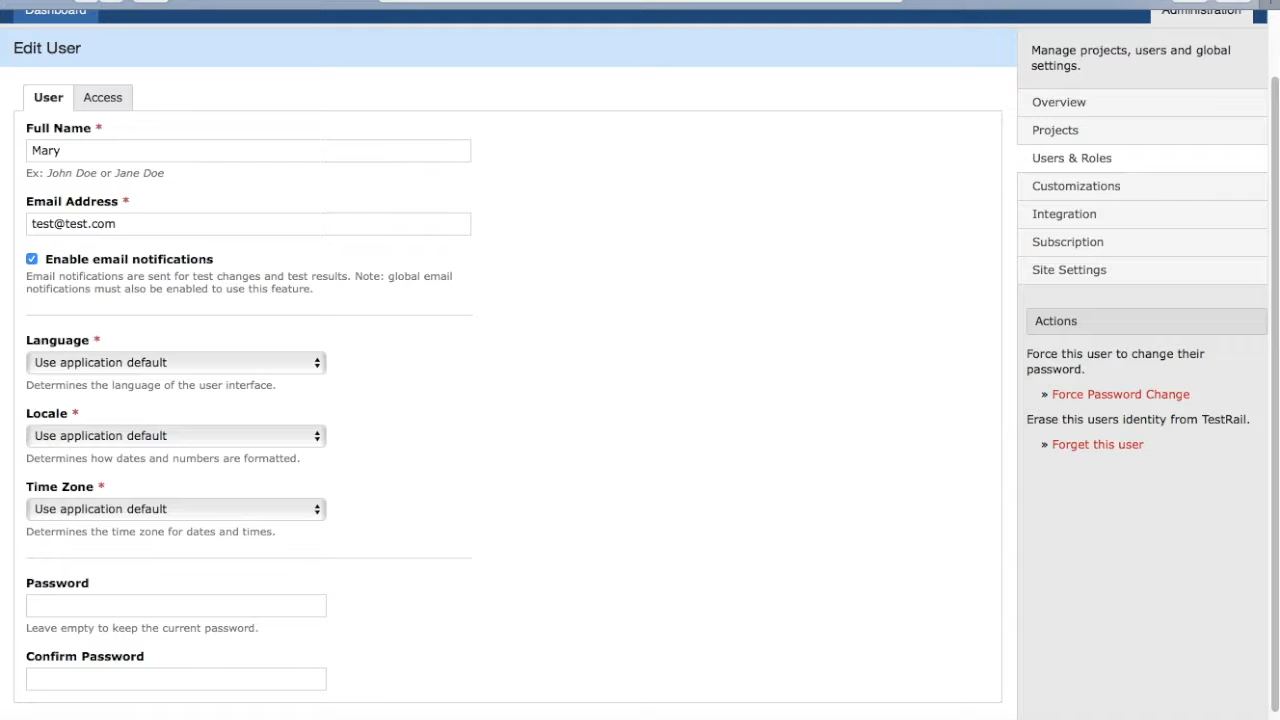 Dashboard
Administration
Edit User
User
Access
Full Name *
Mary
Ex: John Doe or Jane Doe
Email Address *
test@test.com
Enable email notifications
Email notifications are sent for test changes and test results. Note: global email
notifications must also be enabled to use this feature.
Language *
Use application default
Determines the language of the user interface.
Locale *
Use application default
Determines how dates and numbers are formatted.
Time Zone *
Use application default
Determines the time zone for dates and times.
Password
Leave empty to keep the current password.
Confirm Password
Manage projects, users and global
settings.
Overview
Projects
Users & Roles
Customizations
Integration
Subscription
Site Settings
Actions
Force this user to change their
password.
» Force Password Change
Erase this users identity from TestRail.
» Forget this user